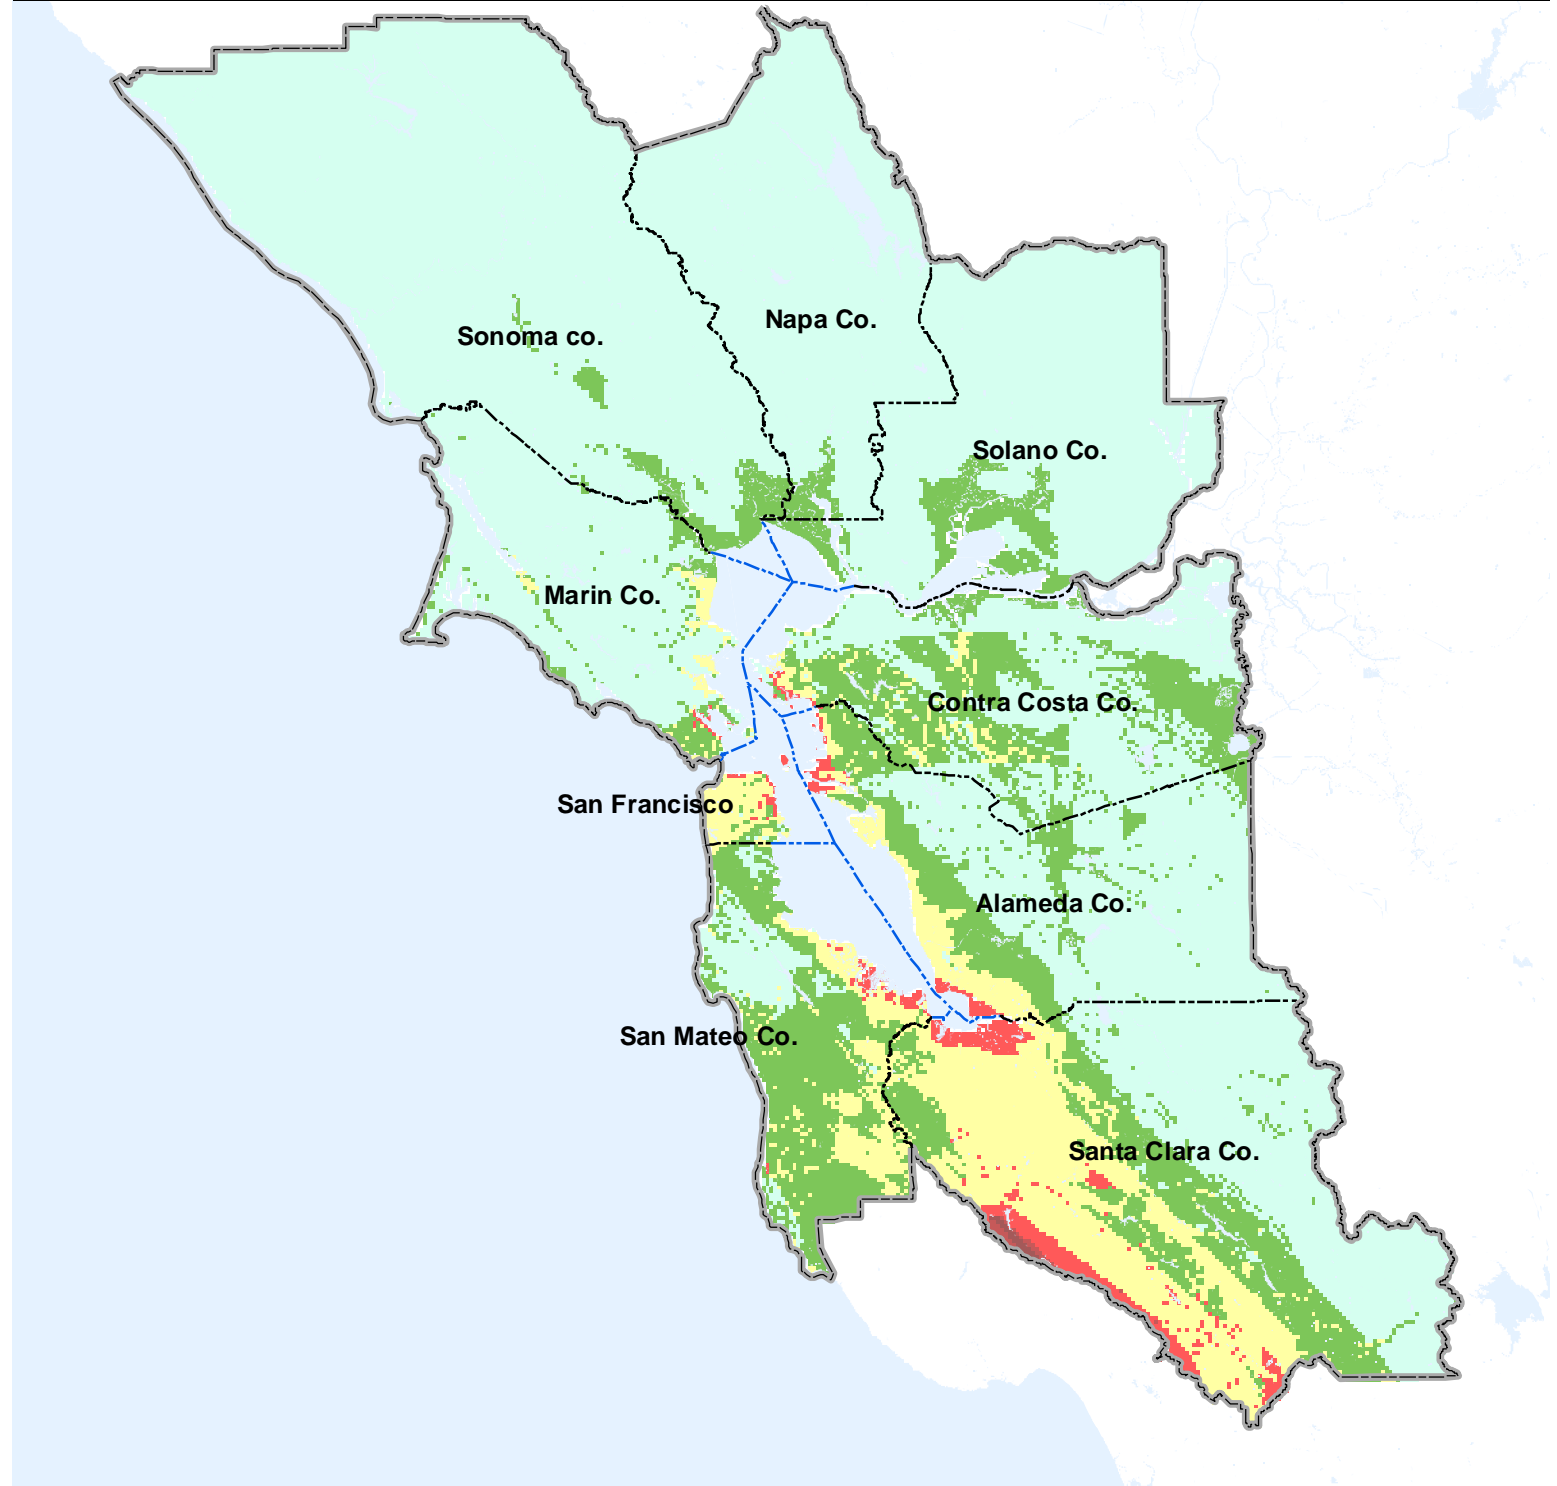 Napa Co.
Sonoma co.
Solano Co.
Marin Co.
Contra Costa Co.
San Francisco
Alameda Co.
San Mateo Co.
Santa Clara Co.